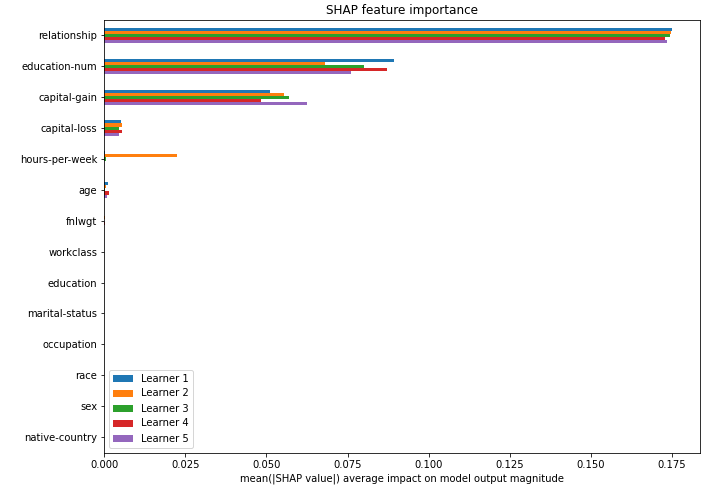 SHAP feature importance
relationship
education-num
capital-gain
capital-loss
hours-per-week
age
fnlwgt
workclass
education
marital-status
occupation
race
sex
native-country
Learner 1
Learner 2
Learner 3
Learner 4
Learner 5
0.000 0.025 0.050 0.075 0.100 0.125 0.150 0.175
mean(|SHAP value|) average impact on model output magnitude